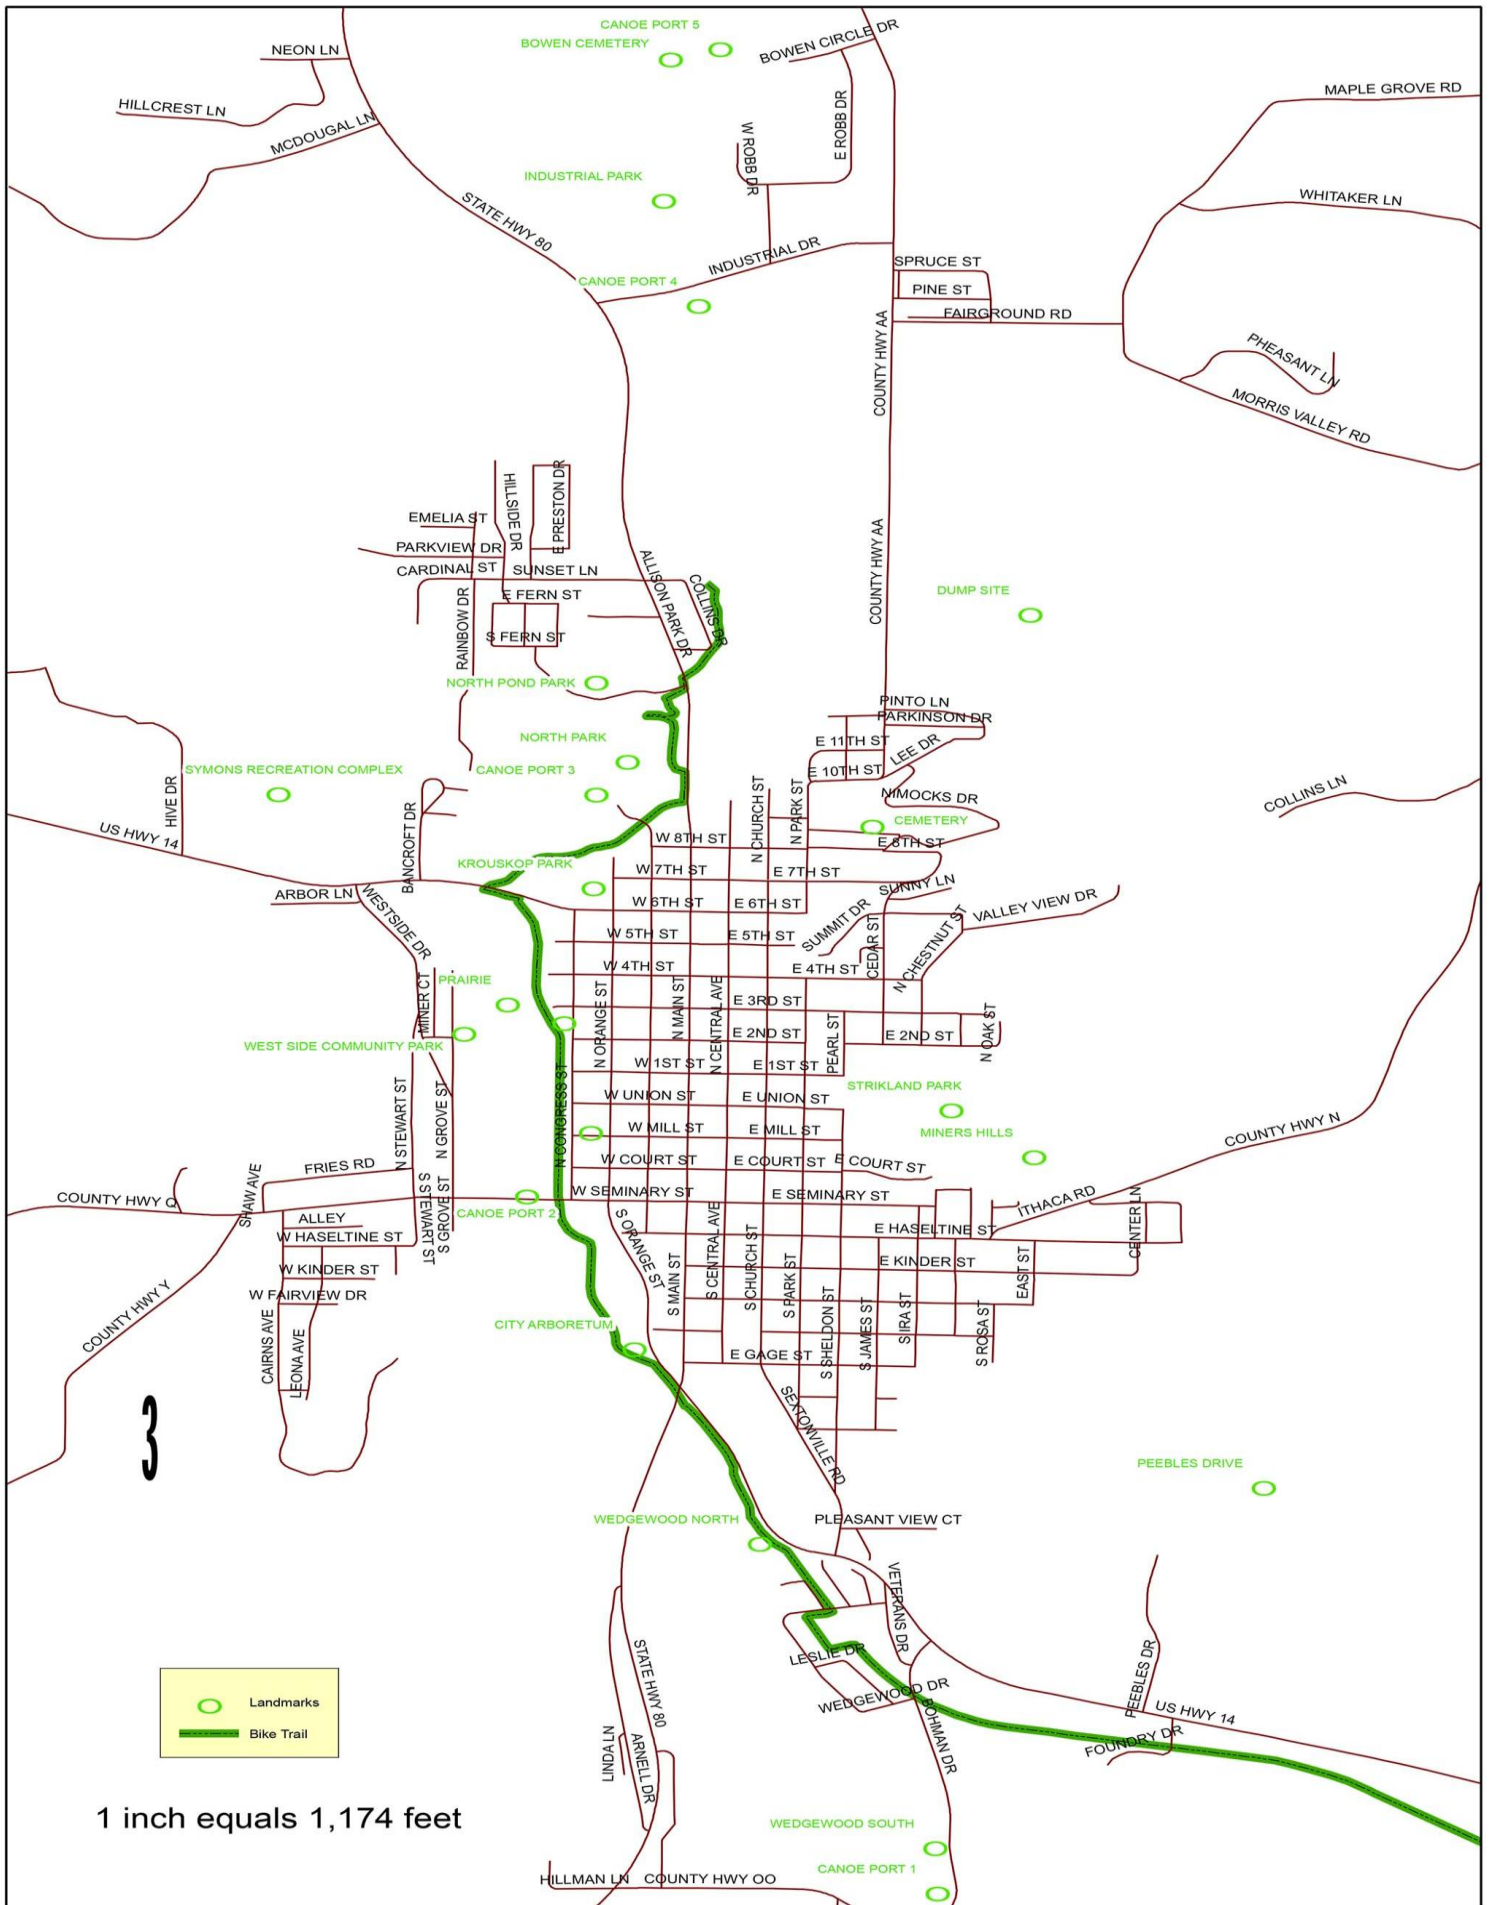 CANOE PORT 5
BOWEN CEMETERY
BOWEN CIRCLE DR
NEON LN
HILLCREST LN
MCDOUGAL LN
MAPLE GROVE RD
E ROBB DR
W ROBB DR
INDUSTRIAL PARK
WHITAKER LN
STATE HWY 80
INDUSTRIAL DR
SPRUCE ST
CANOE PORT 4
PINE ST
FAIRGROUND RD
COUNTY HWY AA
PHEASANT LN
MORRIS VALLEY RD
HILLSIDE DR
E PRESTON DR
EMELIA ST
PARKVIEW DR
CARDINAL ST
SUNSET LN
COUNTY HWY AA
ALLISON PARK DR
COLLINS DR
DUMP SITE
E FERN ST
RAINBOW DR
S FERN ST
NORTH POND PARK
PINTO LN
PARKINSON DR
NORTH PARK
E 11TH ST
LEE DR
SYMONS RECREATION COMPLEX
CANOE PORT 3
E 10TH ST
HIVE DR
N CHURCH ST
N PARK ST
NIMOCKS DR
COLLINS LN
CEMETERY
US HWY 14
BANCROFT DR
W 8TH ST
E 8TH ST
KROUSKOP PARK
W 7TH ST
E 7TH ST
ARBOR LN
WESTSIDE DR
SUNNY LN
W 6TH ST
E 6TH ST
SUMMIT DR
VALLEY VIEW DR
W 5TH ST
E 5TH ST
CEDAR ST
N CHESTNUT ST
W 4TH ST
E 4TH ST
PRAIRIE
MINER CT
N ORANGE ST
N MAIN ST
N CENTRAL AVE
E 3RD ST
E 2ND ST
PEARL ST
E 2ND ST
N OAK ST
WEST SIDE COMMUNITY PARK
W 1ST ST
E 1ST ST
STRIKLAND PARK
N STEWART ST
N GROVE ST
N CONGRESS ST
W UNION ST
E UNION ST
W MILL ST
E MILL ST
MINERS HILLS
COUNTY HWY N
FRIES RD
W COURT ST
E COURT ST
E COURT ST
COUNTY HWY Q
SHAW AVE
S STEWART ST
S GROVE ST
W SEMINARY ST
E SEMINARY ST
ITHACA RD
CANOE PORT 2
ALLEY
S ORANGE ST
E HASELTINE ST
CENTER LN
W HASELTINE ST
W KINDER ST
E KINDER ST
W FAIRVIEW DR
S MAIN ST
S CENTRAL AVE
S CHURCH ST
S PARK ST
S SHELDON ST
S JAMES ST
S IRA ST
S ROSA ST
EAST ST
COUNTY HWY Y
CAIRNS AVE
LEONA AVE
CITY ARBORETUM
E GAGE ST
3
SEXTONVILLE RD
PEEBLES DRIVE
WEDGEWOOD NORTH
PLEASANT VIEW CT
VETERANS DR
LESLIE DR
STATE HWY 80
WEDGEWOOD DR
PEEBLES DR
US HWY 14
BOHMAN DR
FOUNDRY DR
LINDA LN
ARNELL DR
Landmarks
Bike Trail
1 inch equals 1,174 feet
WEDGEWOOD SOUTH
CANOE PORT 1
HILLMAN LN
COUNTY HWY OO